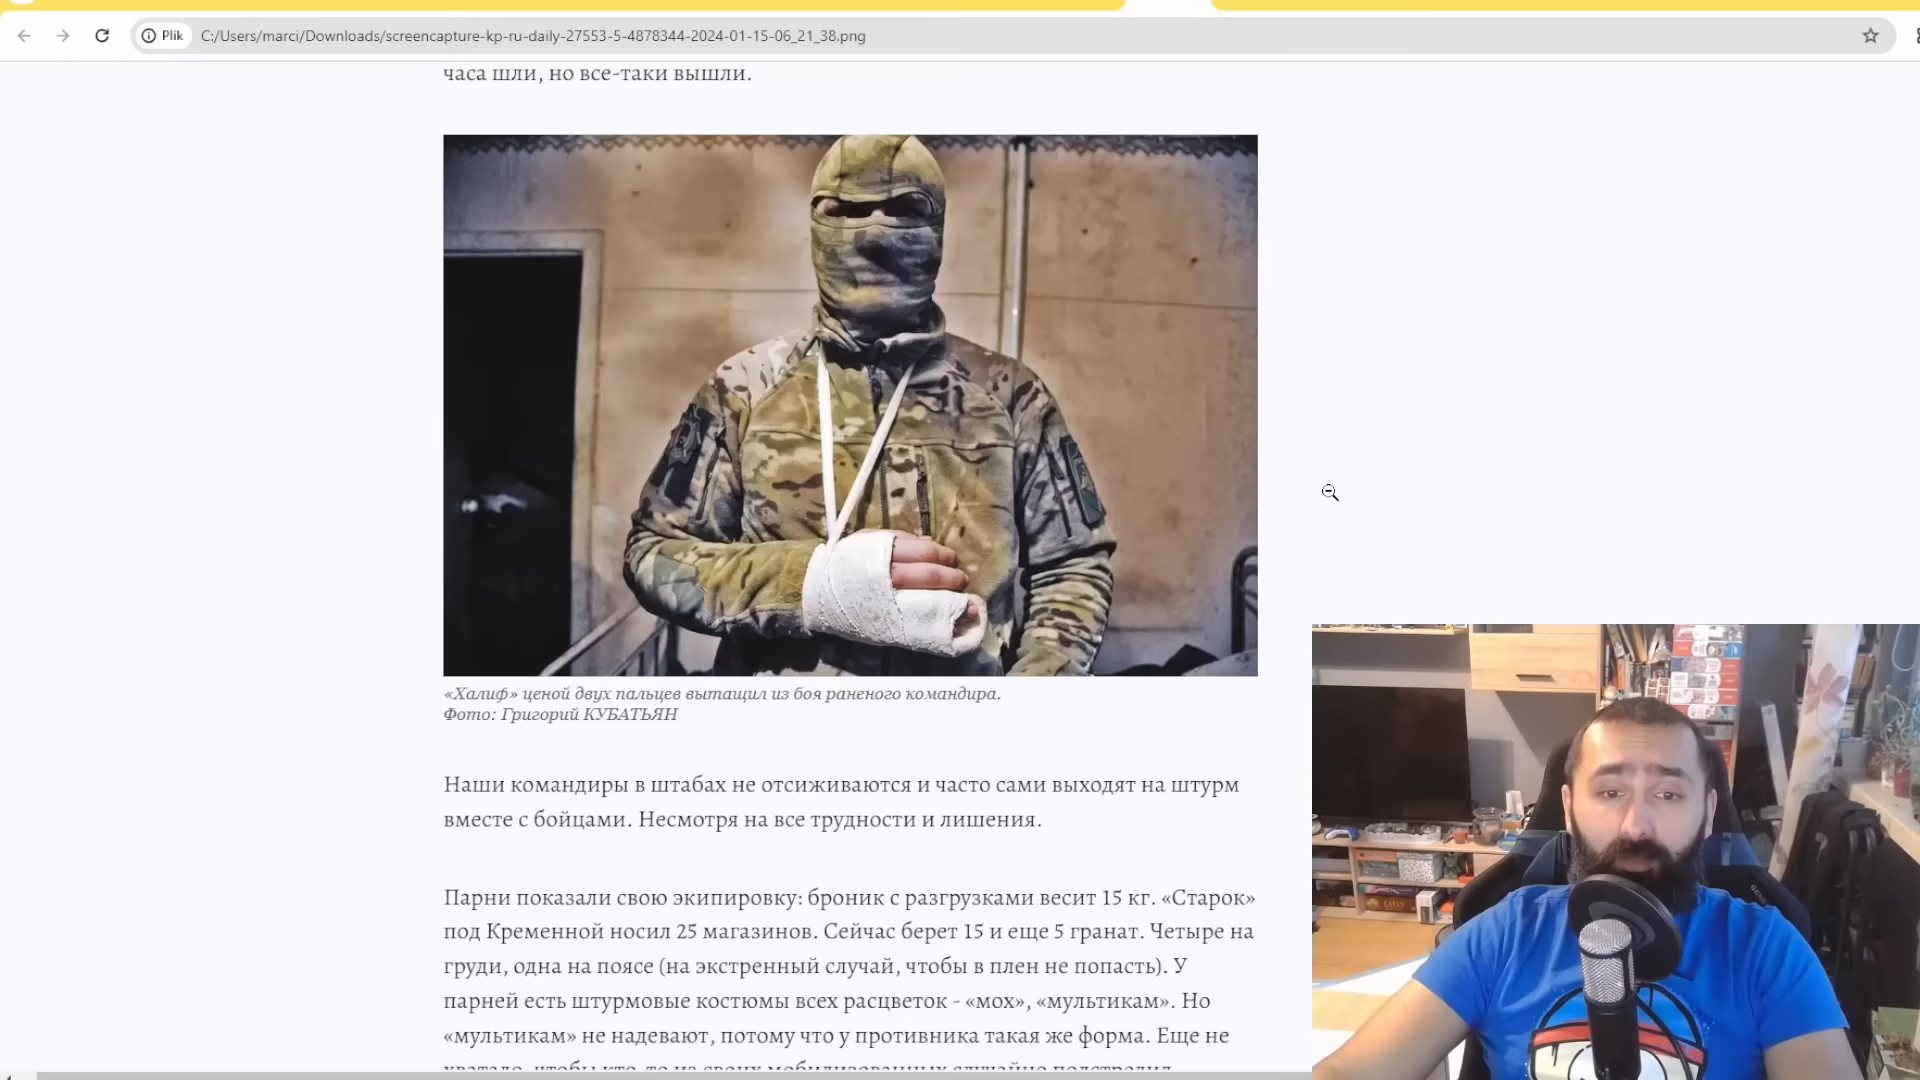 Plik
C:/Users/marci/Downloads/screencapture-kp-ru-daily-27553-5-4878344-2024-01-15-06_21_38.png
часа шли, но все-таки вышли.
«Халиф» ценой двух пальцев вытащил из боя раненого командира.
Фото: Григорий КУБАТЬЯН
Наши командиры в штабах не отсиживаются и часто сами выходят на штурм
вместе с бойцами. Несмотря на все трудности и лишения.
Парни показали свою экипировку: броник с разгрузками весит 15 кг. «Старок»
под Кременной носил 25 магазинов. Сейчас берет 15 и еще 5 гранат. Четыре на
груди, одна на поясе (на экстренный случай, чтобы в плен не попасть). У
парней есть штурмовые костюмы всех расцветок - «мох», «мультикам». Но
«мультикам» не надевают, потому что у противника такая же форма. Еще не
хватало, чтобы кто-то из своих мобилизованных случайно подстрелил.